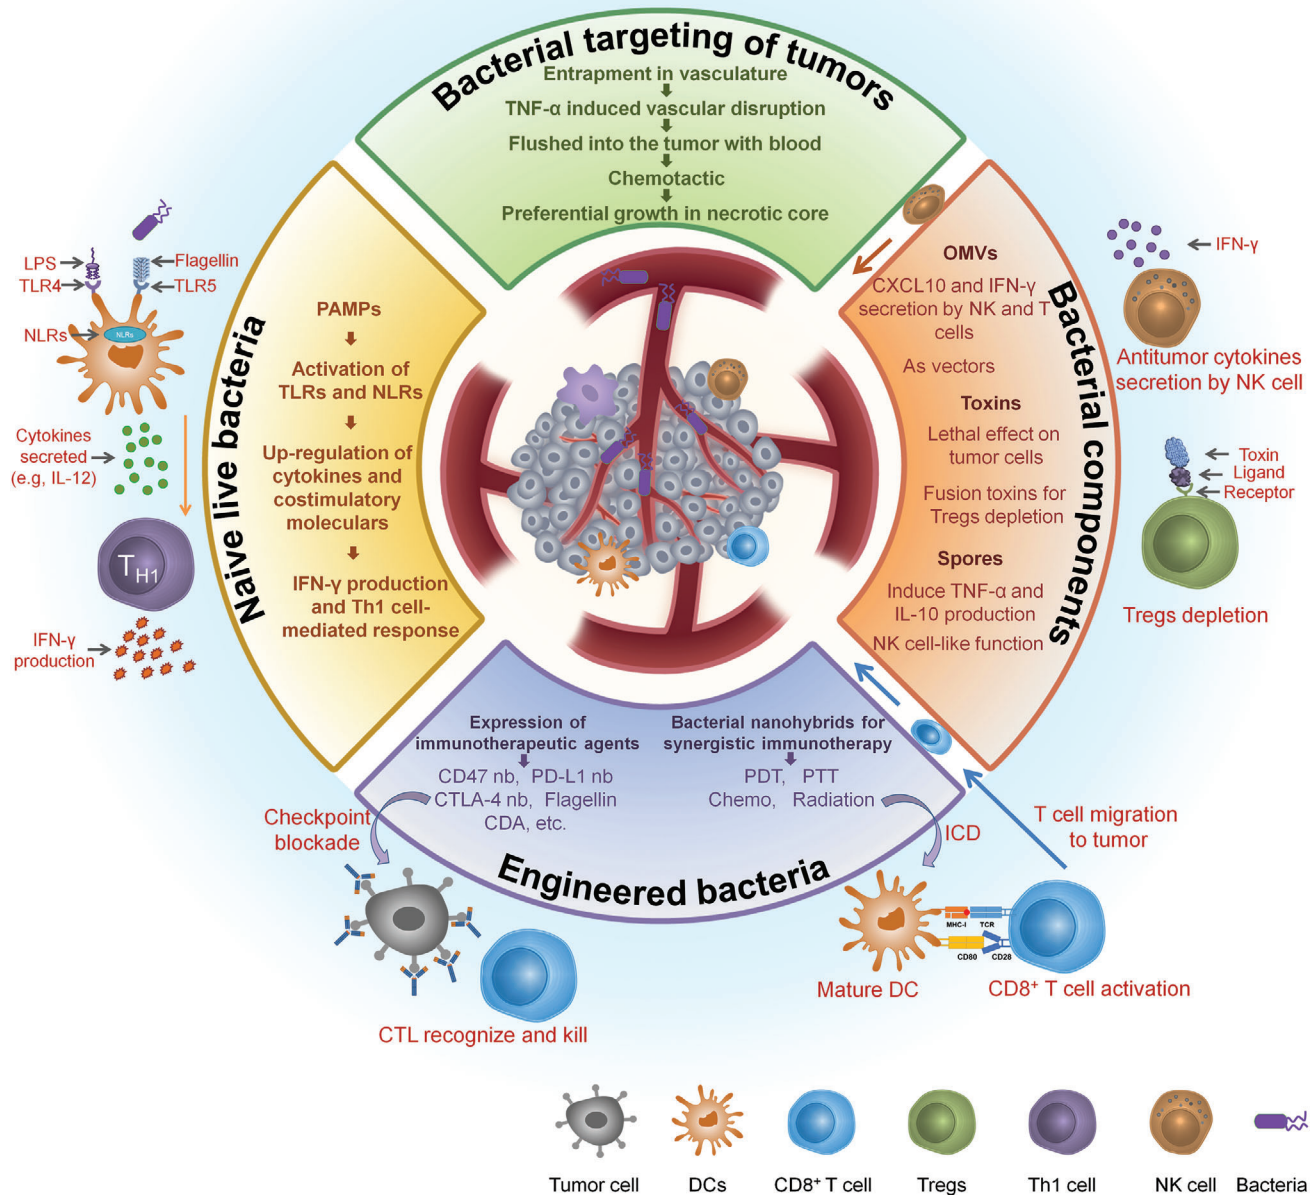 Bacterial targeting of tumors
Entrapment in vasculature
TNF-α induced vascular disruption
Flushed into the tumor with blood
Chemotactic
Preferential growth in necrotic core
Naive live bacteria
PAMPs
Activation of
TLRs and NLRs
Up-regulation of
cytokines and
costimulatory
moleculars
IFN-γ production
and Th1 cell-
mediated response
LPS
Flagellin
TLR4
TLR5
NLRs
NLRs
Cytokines
secreted
(e.g, IL-12)
TH1
IFN-γ
production
Bacterial components
OMVs
CXCL10 and IFN-γ
secretion by NK and T
cells
As vectors
Toxins
Lethal effect on
tumor cells
Fusion toxins for
Tregs depletion
Spores
Induce TNF-α and
IL-10 production
NK cell-like function
IFN-γ
Antitumor cytokines
secretion by NK cell
Toxin
Ligand
Receptor
Tregs depletion
Engineered bacteria
Expression of
immunotherapeutic agents
CD47 nb, PD-L1 nb
CTLA-4 nb, Flagellin
CDA, etc.
Bacterial nanohybrids for
synergistic immunotherapy
PDT, PTT
Chemo, Radiation
Checkpoint
blockade
CTL recognize and kill
ICD
T cell migration
to tumor
MHC-I
TCR
CD80
CD28
Mature DC
CD8⁺ T cell activation
Tumor cell
DCs
CD8⁺ T cell
Tregs
Th1 cell
NK cell
Bacteria